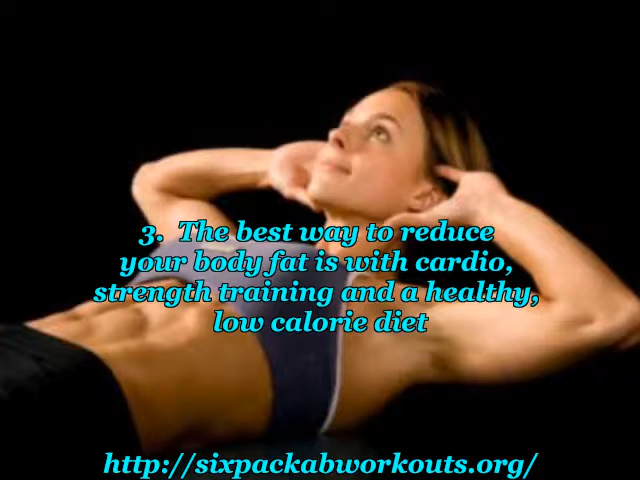 3.  The best way to reduce
your body fat is with cardio,
strength training and a healthy,
low calorie diet
http://sixpackabworkouts.org/